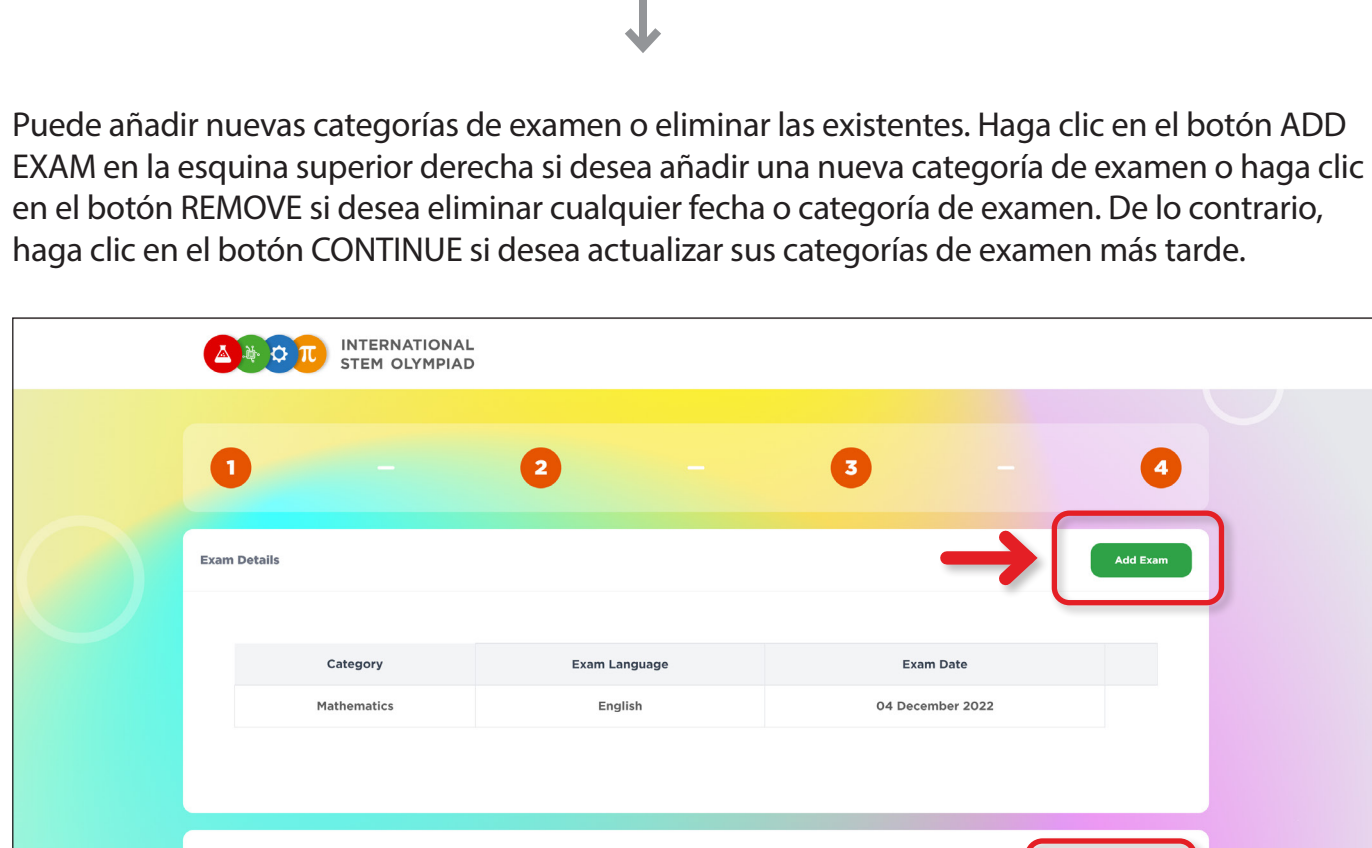 Puede añadir nuevas categorías de examen o eliminar las existentes. Haga clic en el botón ADD
EXAM en la esquina superior derecha si desea añadir una nueva categoría de examen o haga clic
en el botón REMOVE si desea eliminar cualquier fecha o categoría de examen. De lo contrario,
haga clic en el botón CONTINUE si desea actualizar sus categorías de examen más tarde.
π
INTERNATIONAL
STEM OLYMPIAD
1 – 2 – 3 – 4
Exam Details
Add Exam
Category Exam Language Exam Date
Mathematics English 04 December 2022